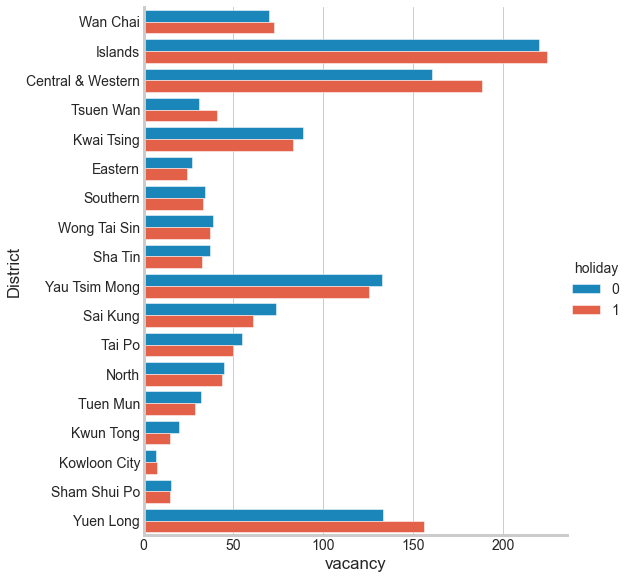 Wan Chai
Islands
Central & Western
Tsuen Wan
Kwai Tsing
Eastern
Southern
Wong Tai Sin
Sha Tin
Yau Tsim Mong
Sai Kung
Tai Po
North
Tuen Mun
Kwun Tong
Kowloon City
Sham Shui Po
Yuen Long
District
0 50 100 150 200
vacancy
holiday
0
1